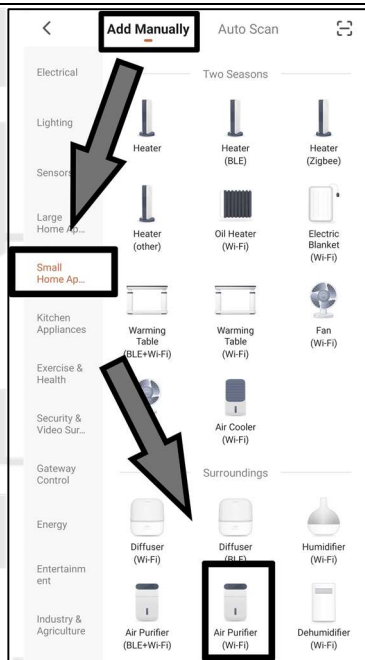 Add Manually
Auto Scan
Electrical
Lighting
Sensors
Large
Home Ap...
Small
Home Ap...
Kitchen
Appliances
Exercise &
Health
Security &
Video Sur...
Gateway
Control
Energy
Entertainm
ent
Industry &
Agriculture
Two Seasons
Heater
Heater
(BLE)
Heater
(Zigbee)
Heater
(other)
Oil Heater
(Wi-Fi)
Electric
Blanket
(Wi-Fi)
Warming
Table
(BLE+Wi-Fi)
Warming
Table
(Wi-Fi)
Fan
(Wi-Fi)
Air Cooler
(Wi-Fi)
Surroundings
Diffuser
(Wi-Fi)
Diffuser
(BLE)
Humidifier
(Wi-Fi)
Air Purifier
(BLE+Wi-Fi)
Air Purifier
(Wi-Fi)
Dehumidifier
(Wi-Fi)